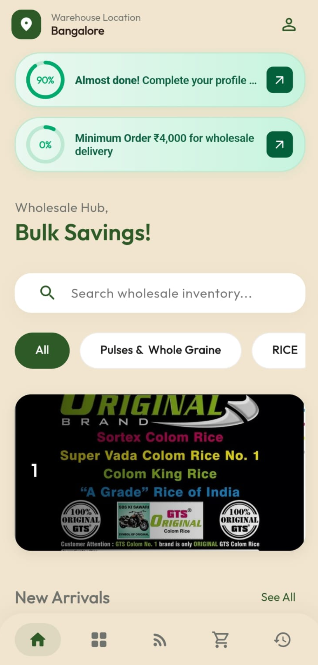 Warehouse Location
Bangalore
90%
Almost done! Complete your profile ...
0%
Minimum Order ₹4,000 for wholesale
delivery
Wholesale Hub,
Bulk Savings!
Search wholesale inventory...
All
Pulses & Whole Graine
RICE
ORIGINAL
BRAND
Sortex Colom Rice
Super Vada Colom Rice No. 1
Colom King Rice
“A Grade” Rice of India
1
100%
ORIGINAL
GTS
GTS
ORIGINAL
Colom Rice
100%
ORIGINAL
GTS
Customer Attention : GTS Colom No. 1 brand is only ORIGINAL GTS Colom Rice
New Arrivals
See All